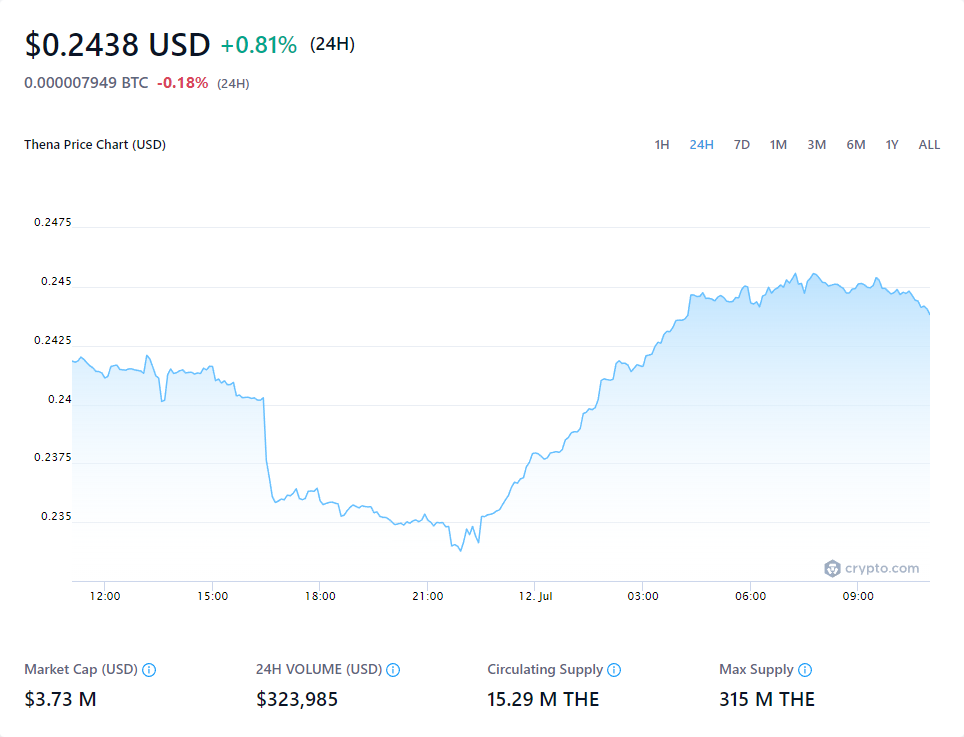 $0.2438 USD +0.81% (24H)
0.000007949 BTC -0.18% (24H)
Thena Price Chart (USD) 1H 24H 7D 1M 3M 6M 1Y ALL
0.2475
0.245
0.2425
0.24
0.2375
0.235
crypto.com
12:00 15:00 18:00 21:00 12. Jul 03:00 06:00 09:00
Market Cap (USD) 24H VOLUME (USD) Circulating Supply Max Supply
$3.73 M $323,985 15.29 M THE 315 M THE